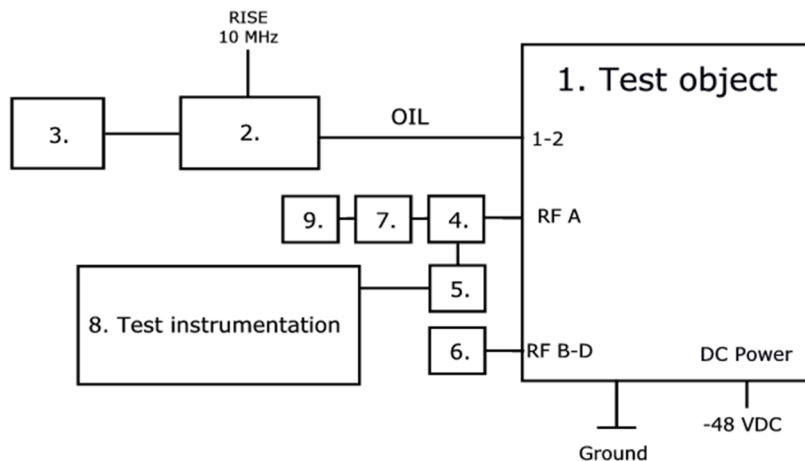 RISE
10 MHz
1. Test object
3.
2.
OIL
1-2
9.
7.
4.
RF A
5.
8. Test instrumentation
6.
RF B-D
DC Power
-48 VDC
Ground